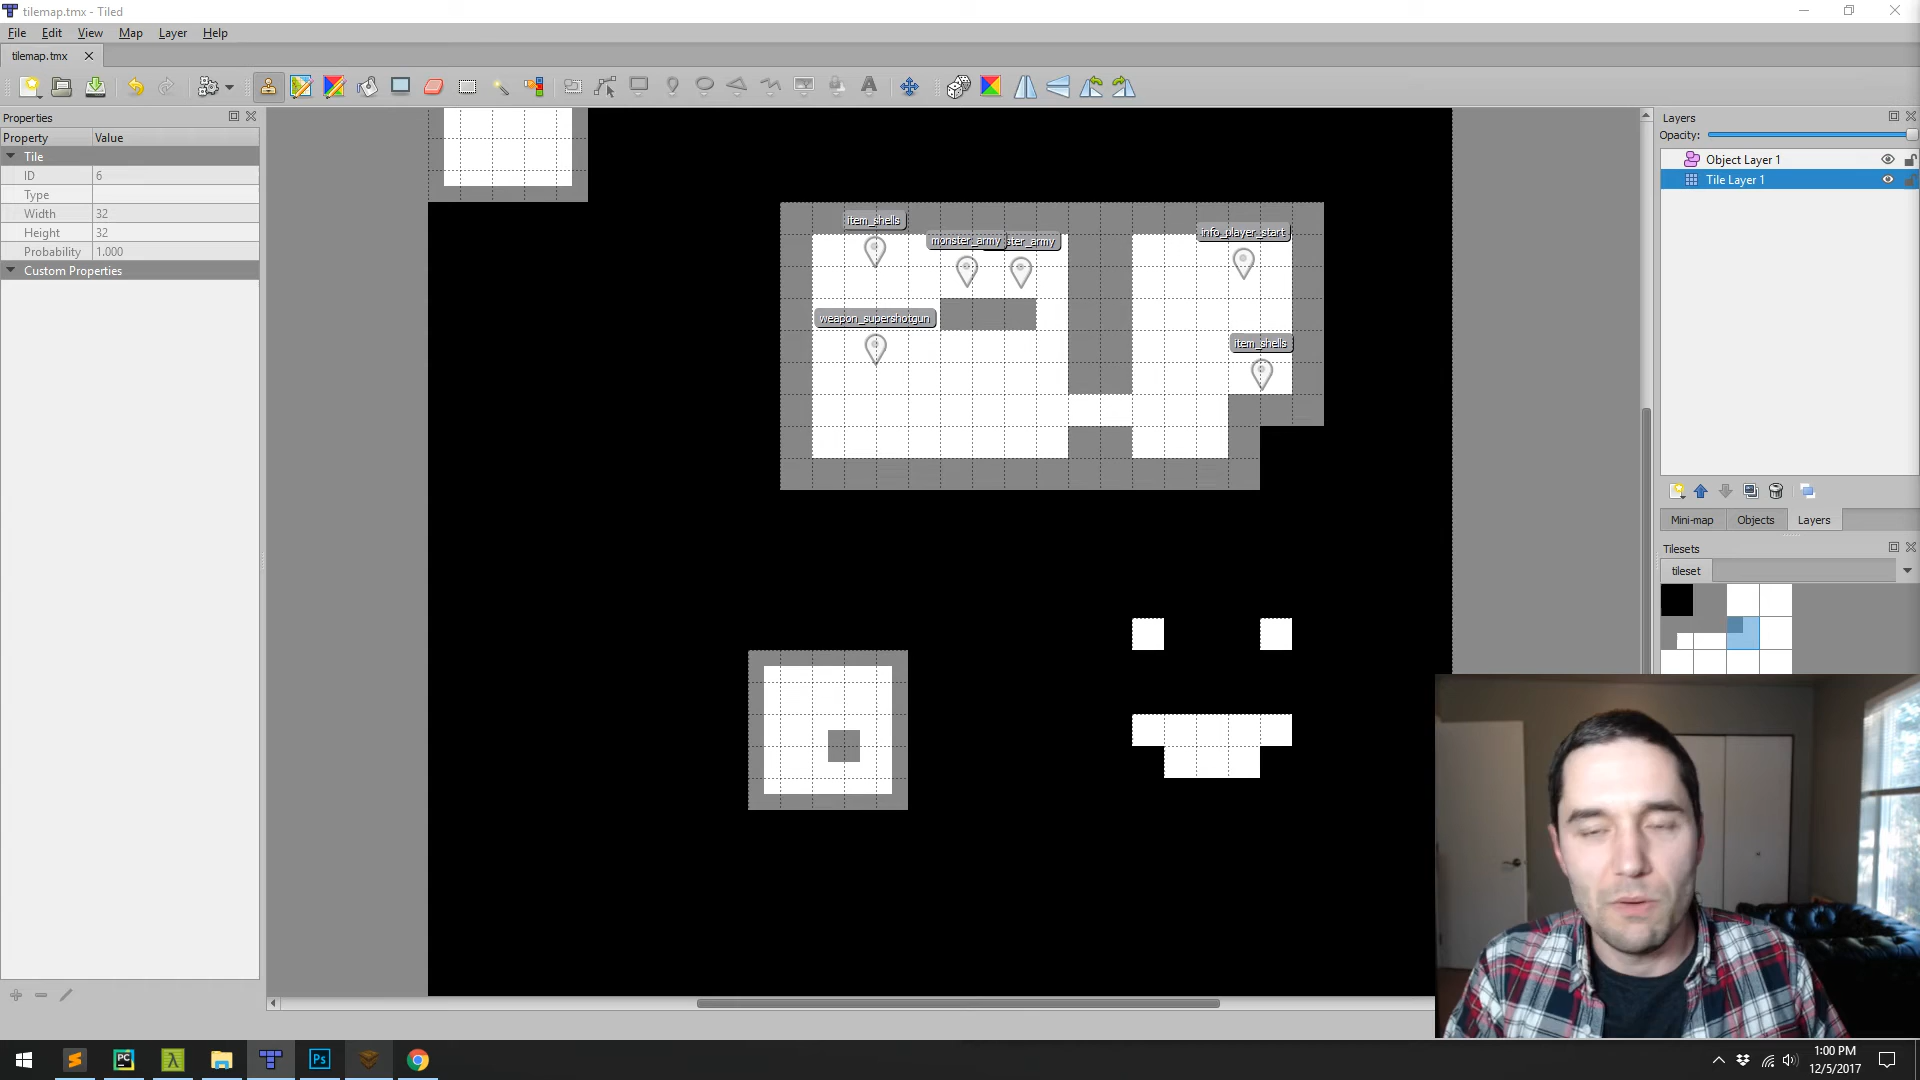 tilemap.tmx - Tiled
File Edit View Map Layer Help
tilemap.tmx
Properties
Property Value
Tile
ID 6
Type
Width 32
Height 32
Probability 1.000
Custom Properties
item_shells
monster_army
ster_army
info_player_start
weapon_supershotgun
item_shells
Layers
Opacity:
Object Layer 1
Tile Layer 1
Mini-map Objects Layers
Tilesets
tileset
PC
λ
Ps
1:00 PM
12/5/2017